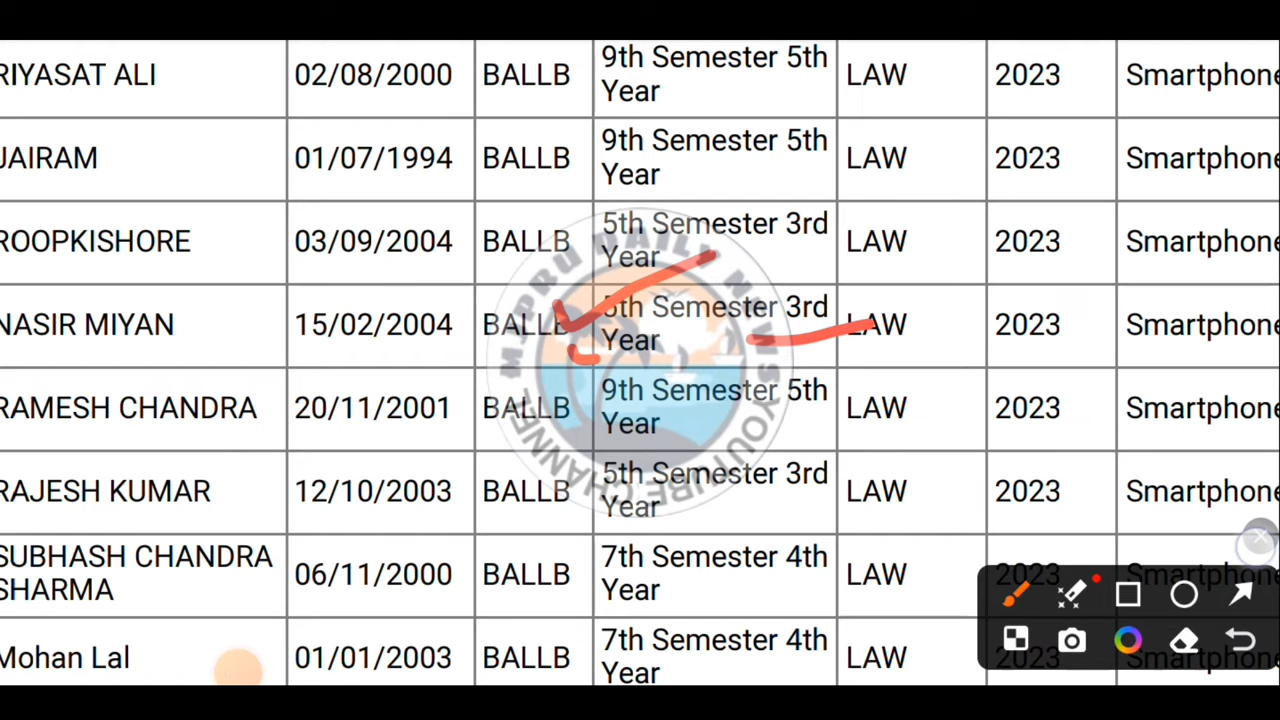 RIYASAT ALI 02/08/2000 BALLB 9th Semester 5th Year LAW 2023 Smartphone
JAIRAM 01/07/1994 BALLB 9th Semester 5th Year LAW 2023 Smartphone
ROOPKISHORE 03/09/2004 BALLB 5th Semester 3rd Year LAW 2023 Smartphone
NASIR MIYAN 15/02/2004 BALLB 5th Semester 3rd Year LAW 2023 Smartphone
RAMESH CHANDRA 20/11/2001 BALLB 9th Semester 5th Year LAW 2023 Smartphone
RAJESH KUMAR 12/10/2003 BALLB 5th Semester 3rd Year LAW 2023 Smartphone
SUBHASH CHANDRA SHARMA 06/11/2000 BALLB 7th Semester 4th Year LAW 2023 Smartphone
Mohan Lal 01/01/2003 BALLB 7th Semester 4th Year LAW 2023 Smartphone
MJPRU DAILY NEWS YOUTUBE CHANNEL